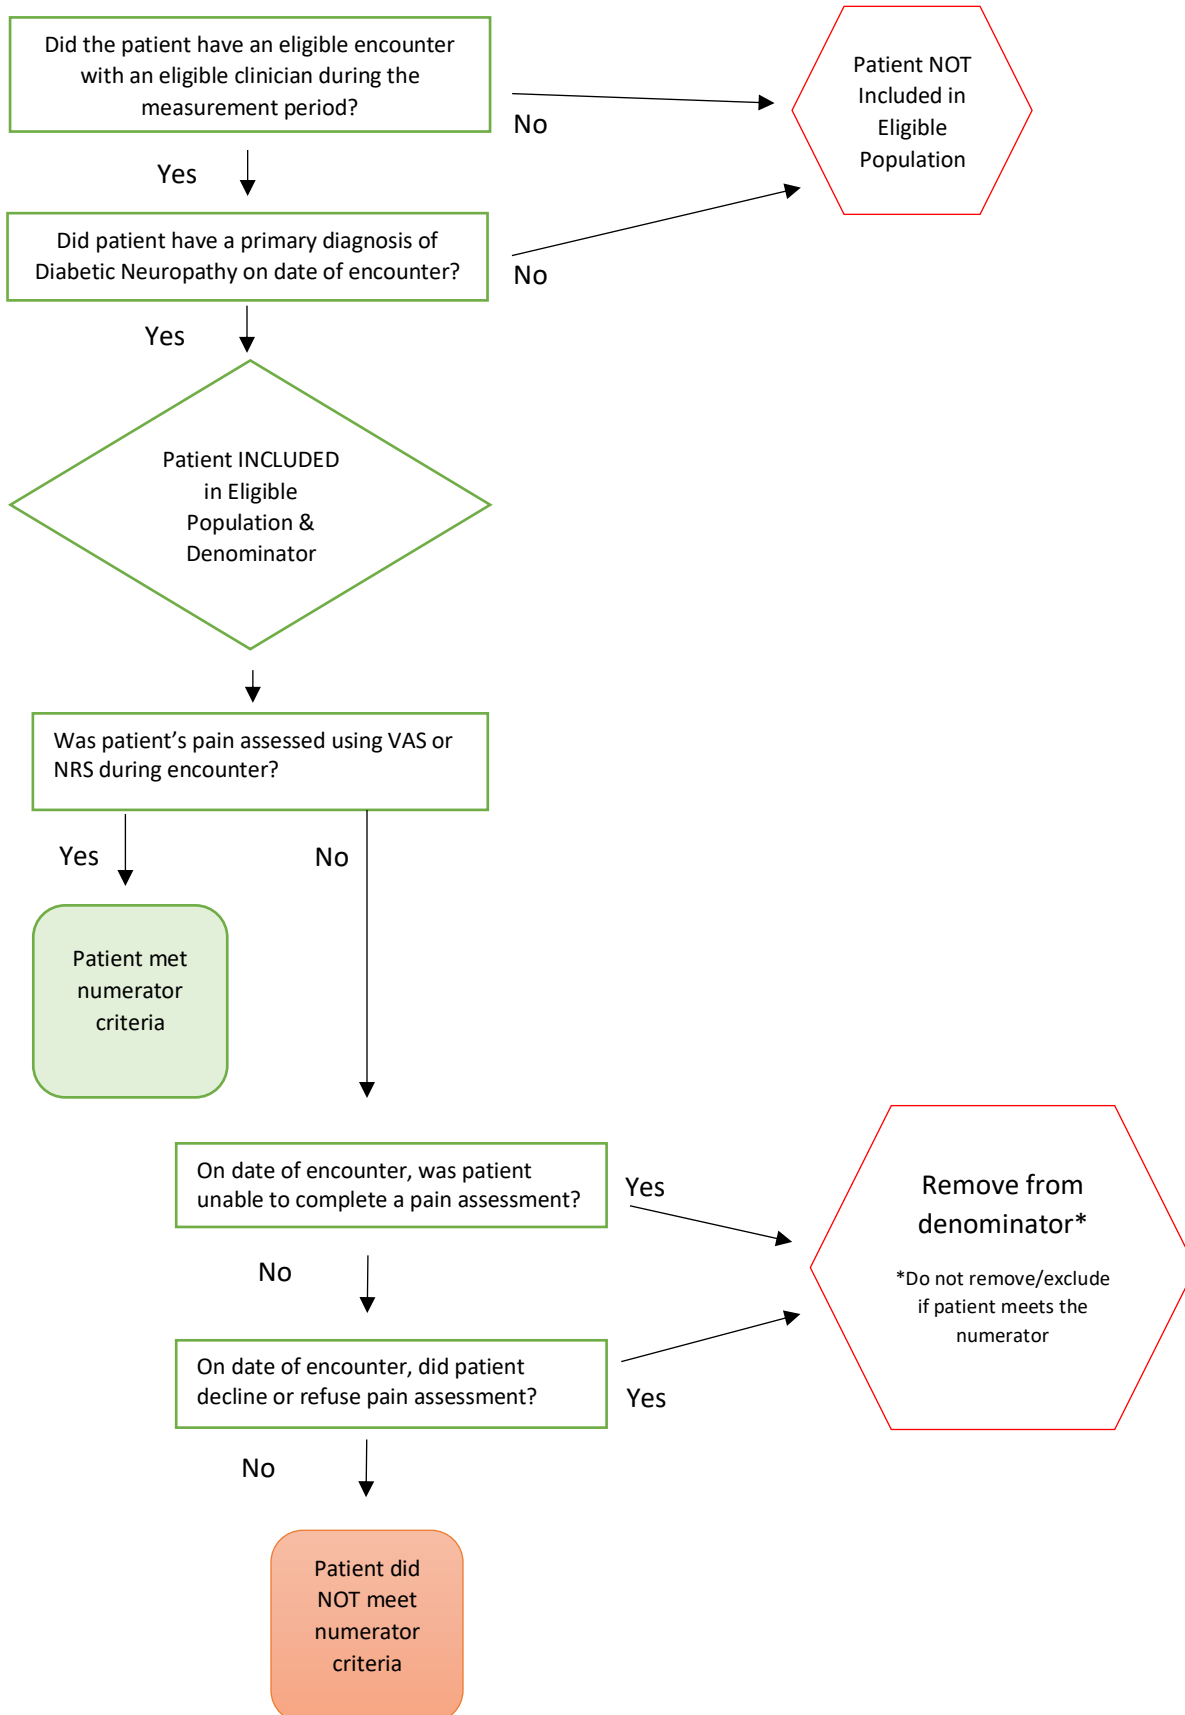 Did the patient have an eligible encounter
with an eligible clinician during the
measurement period?
Patient NOT
Included in
Eligible
Population
No
Yes
Did patient have a primary diagnosis of
Diabetic Neuropathy on date of encounter?
No
Yes
Patient INCLUDED
in Eligible
Population &
Denominator
Was patient’s pain assessed using VAS or
NRS during encounter?
Yes
No
Patient met
numerator
criteria
On date of encounter, was patient
unable to complete a pain assessment?
Yes
Remove from
denominator*
*Do not remove/exclude
if patient meets the
numerator
No
On date of encounter, did patient
decline or refuse pain assessment?
Yes
No
Patient did
NOT meet
numerator
criteria